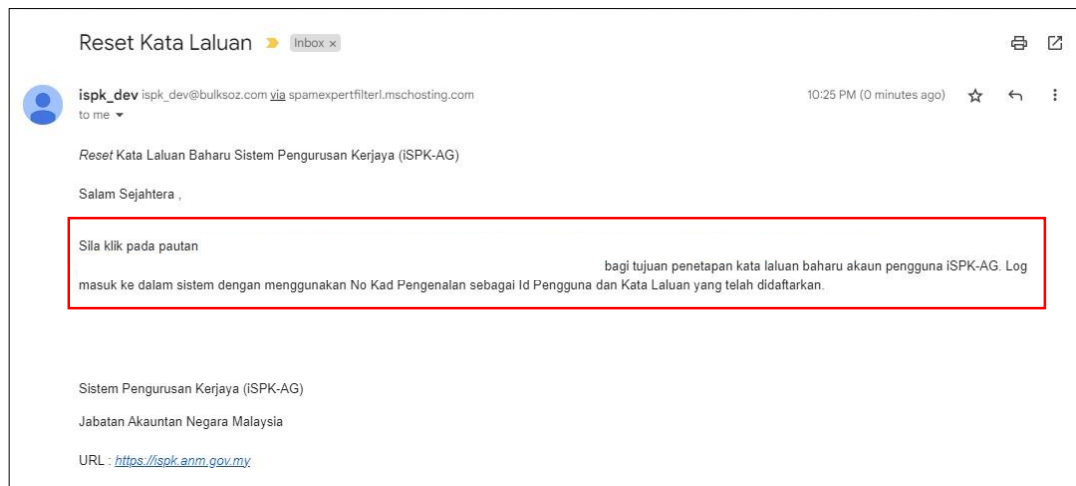 Reset Kata Laluan Inbox x
ispk_dev ispk_dev@bulksoz.com via spamexpertfilterl.mschosting.com 10:25 PM (0 minutes ago)
to me
Reset Kata Laluan Baharu Sistem Pengurusan Kerjaya (iSPK-AG)
Salam Sejahtera ,
Sila klik pada pautan
bagi tujuan penetapan kata laluan baharu akaun pengguna iSPK-AG. Log
masuk ke dalam sistem dengan menggunakan No Kad Pengenalan sebagai Id Pengguna dan Kata Laluan yang telah didaftarkan.
Sistem Pengurusan Kerjaya (iSPK-AG)
Jabatan Akauntan Negara Malaysia
URL : https://ispk.anm.gov.my